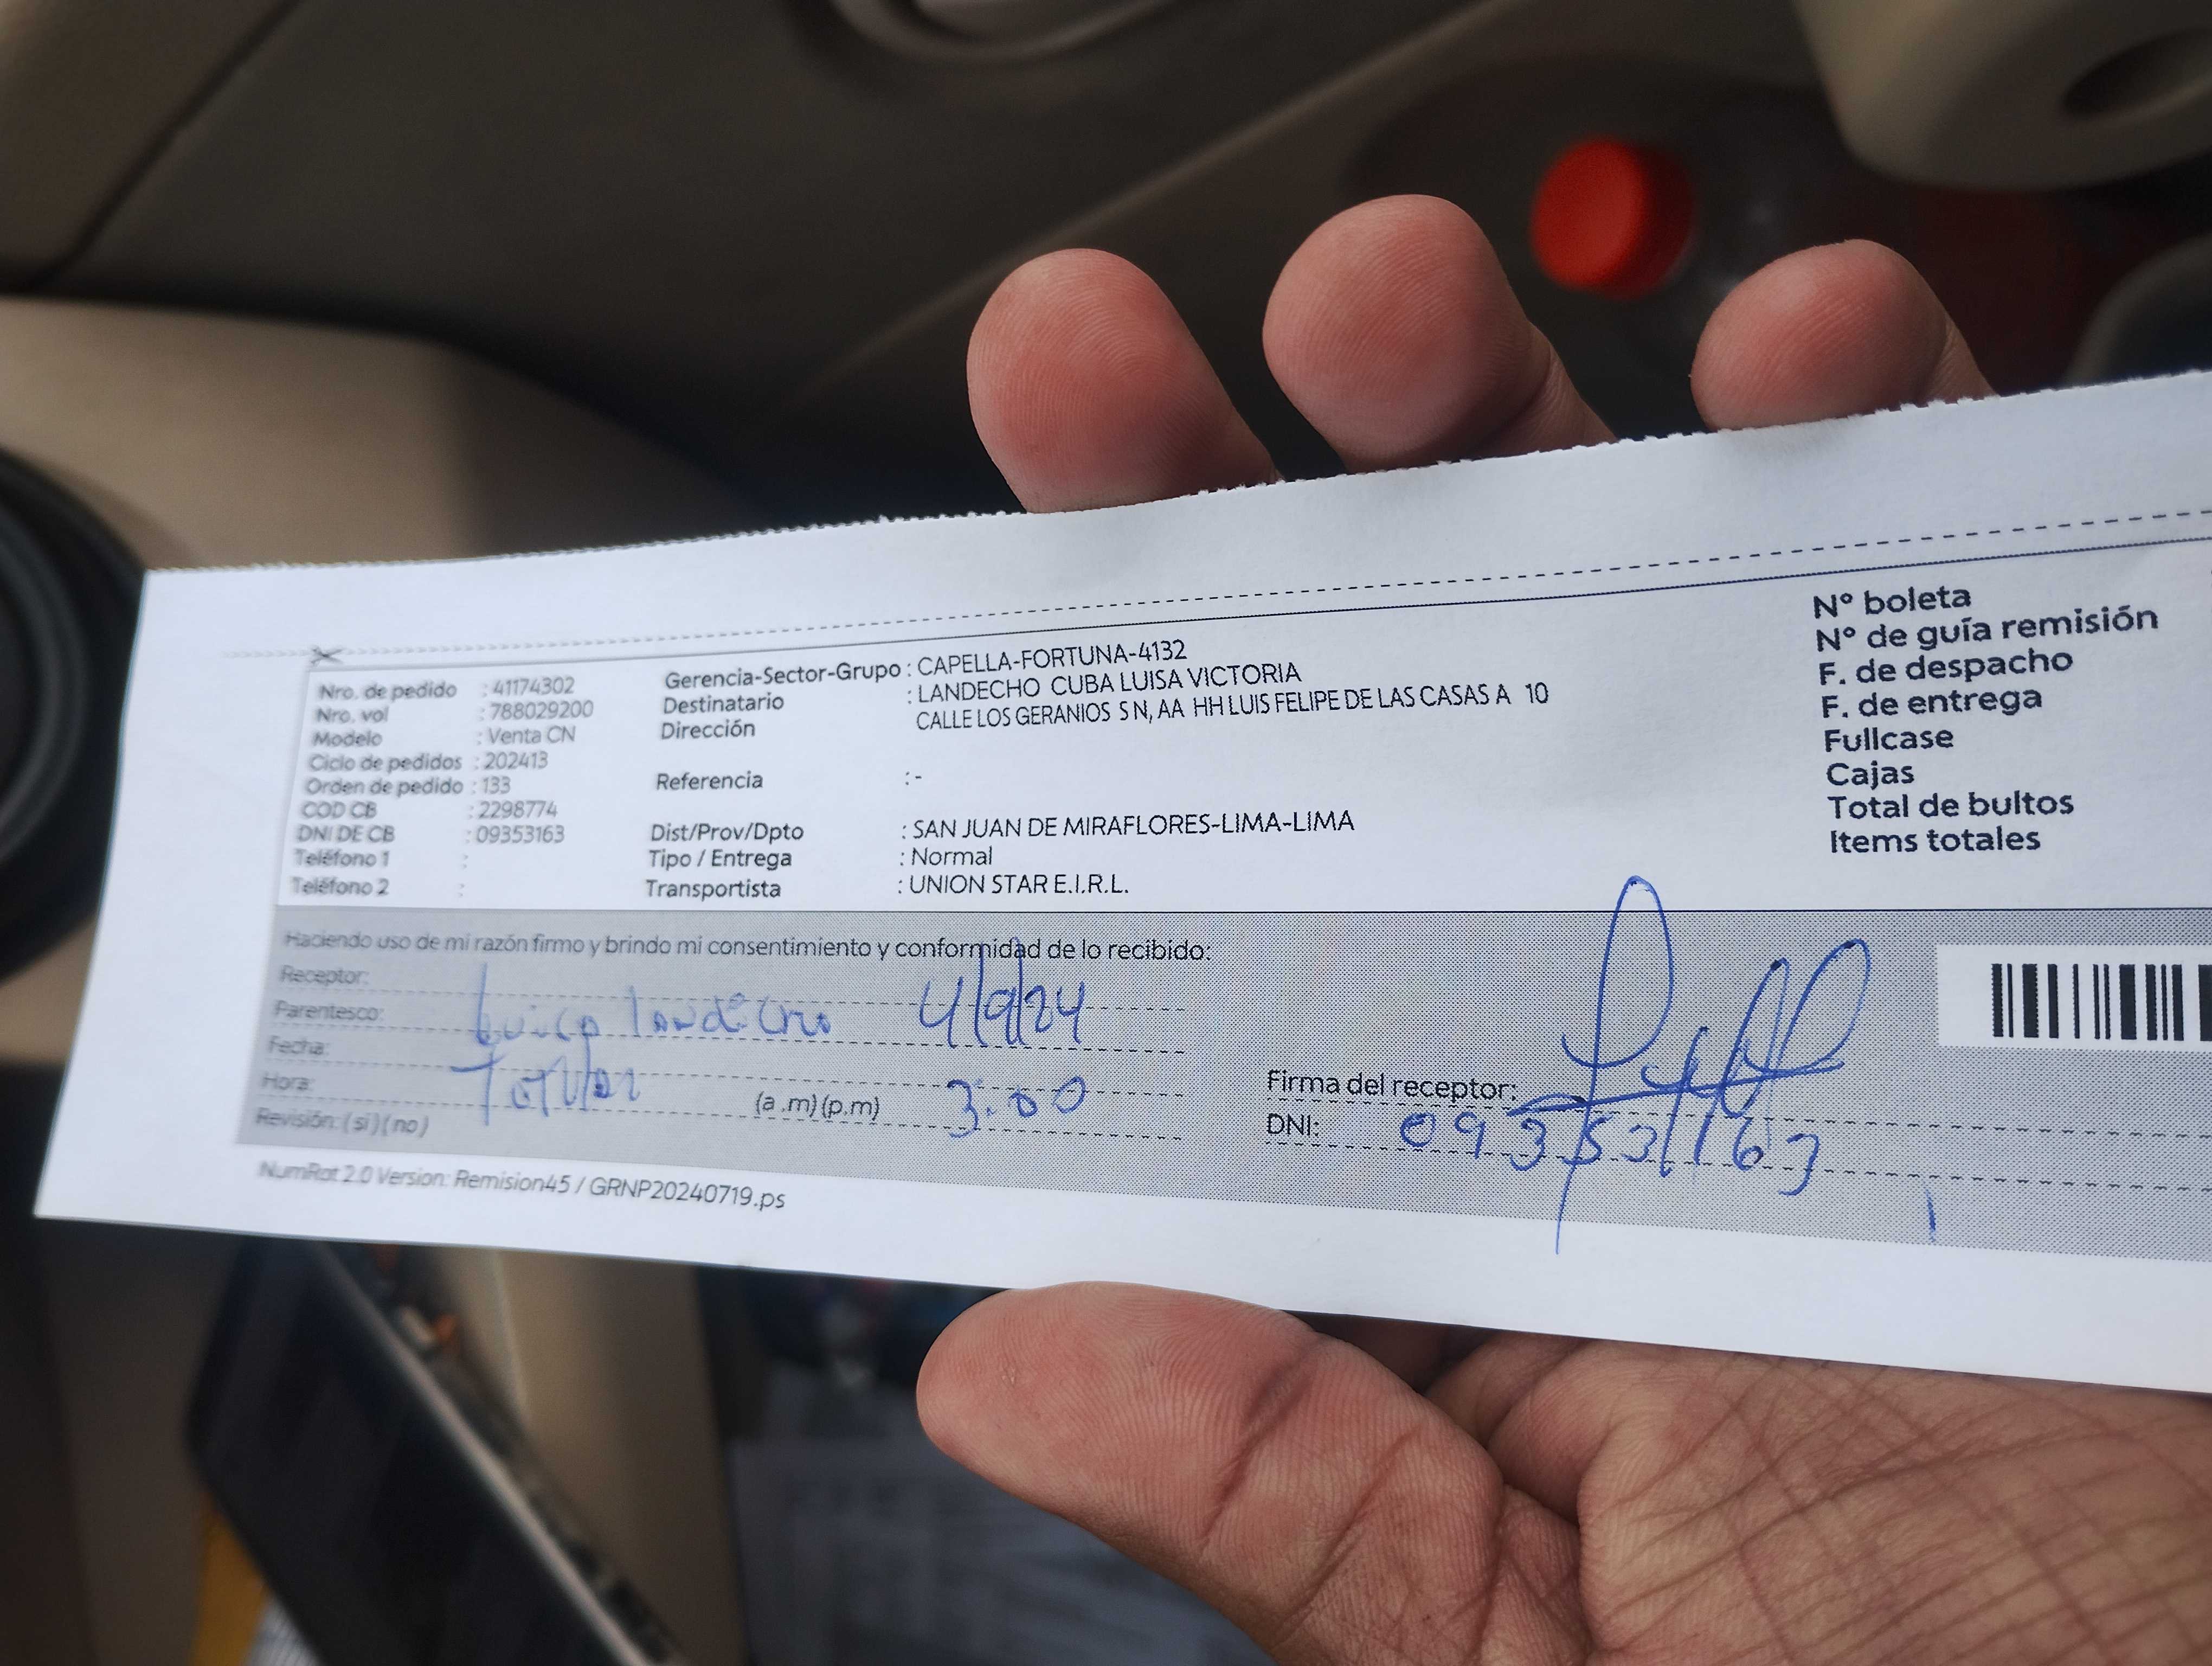 Nro. de pedido : 41174302
Nro. vol : 788029200
Modelo : Venta CN
Ciclo de pedidos : 202413
Orden de pedido : 133
COD CB : 2298774
DNI DE CB : 09353163
Teléfono 1 :
Teléfono 2 :
Gerencia-Sector-Grupo : CAPELLA-FORTUNA-4132
Destinatario : LANDECHO CUBA LUISA VICTORIA
Dirección CALLE LOS GERANIOS S N, AA HH LUIS FELIPE DE LAS CASAS A 10
Referencia : -
Dist/Prov/Dpto : SAN JUAN DE MIRAFLORES-LIMA-LIMA
Tipo / Entrega : Normal
Transportista : UNION STAR E.I.R.L.
N° boleta
N° de guía remisión
F. de despacho
F. de entrega
Fullcase
Cajas
Total de bultos
Items totales
Haciendo uso de mi razón firmo y brindo mi consentimiento y conformidad de lo recibido:
Receptor:
Parentesco: 4/9/24
Fecha:
Hora: (a .m) (p.m) 3:00
Revisión: ( si ) ( no )
Firma del receptor:
DNI: 09353163
NumRot 2.0 Version: Remision45 / GRNP20240719.ps